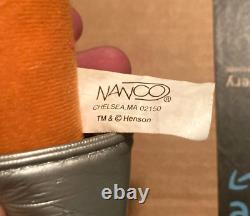 NANCO®
CHELSEA, MA 02150
TM & © Henson